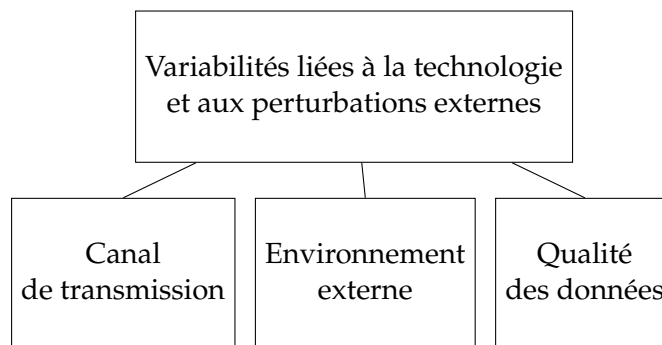 Variabilités liées à la technologie
et aux perturbations externes
Canal
de transmission
Environnement
externe
Qualité
des données